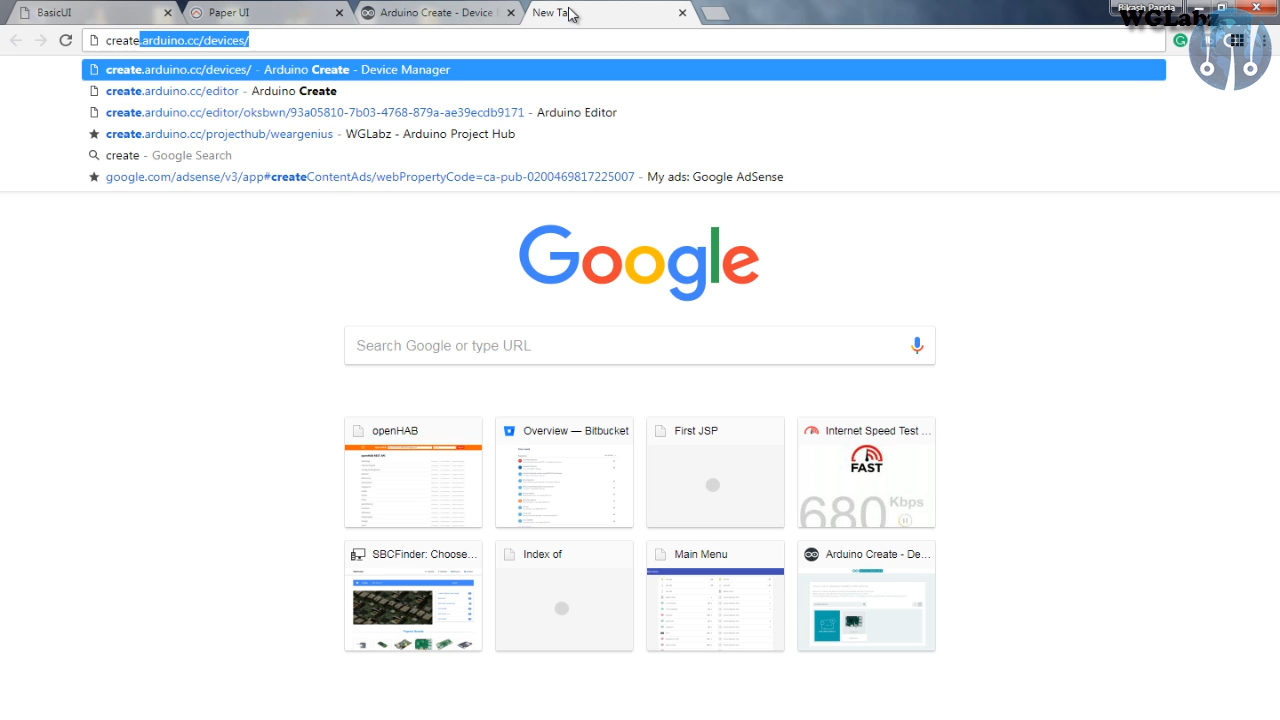 BasicUI
Paper UI
Arduino Create - Device
New Ta
Bikash Panda
WGLabz
create.arduino.cc/devices/
create.arduino.cc/devices/ - Arduino Create - Device Manager
create.arduino.cc/editor - Arduino Create
create.arduino.cc/editor/oksbwn/93a05810-7b03-4768-879a-ae39ecdb9171 - Arduino Editor
create.arduino.cc/projecthub/weargenius - WGLabz - Arduino Project Hub
create - Google Search
google.com/adsense/v3/app#createContentAds/webPropertyCode=ca-pub-0200469817225007 - My ads: Google AdSense
Google
Search Google or type URL
openHAB
Overview — Bitbucket
First JSP
Internet Speed Test ...
FAST
680 Kbps
SBCFinder: Choose...
Index of
Main Menu
Arduino Create - De...